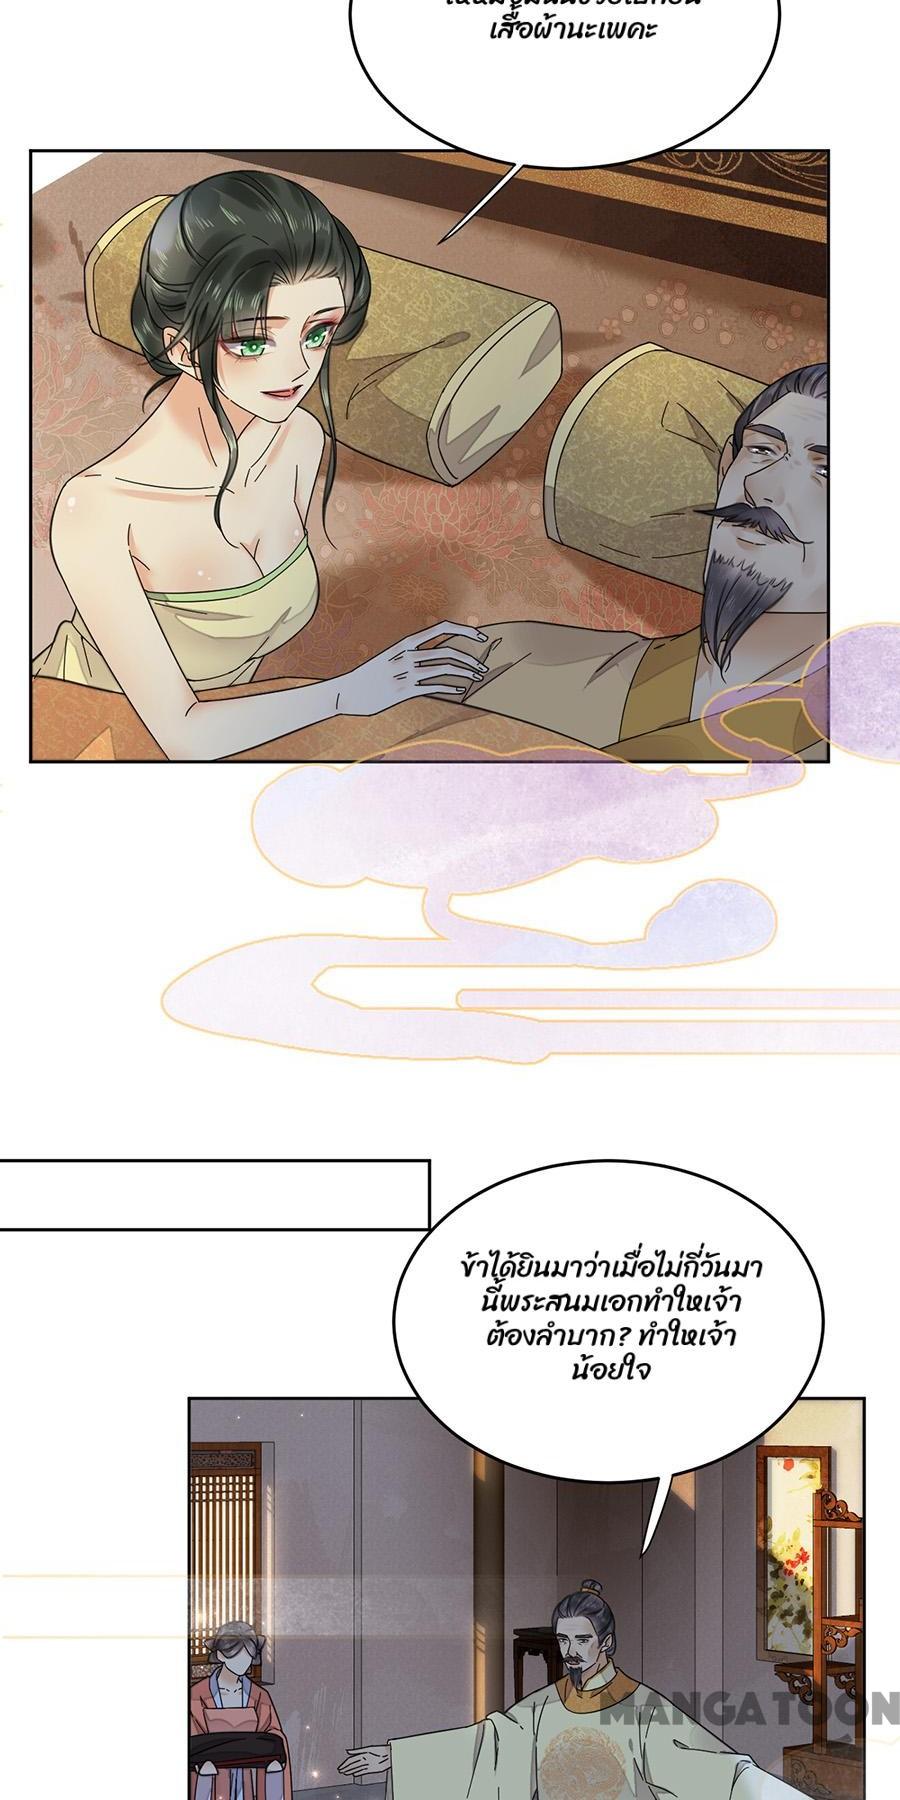 เสื้อผ้านะเพคะ
ข้าได้ยินมาว่าเมื่อไม่กี่วันมา
นี้พระสนมเอกทำให้เจ้า
ต้องลำบาก? ทำให้เจ้า
น้อยใจ
MANGATOON